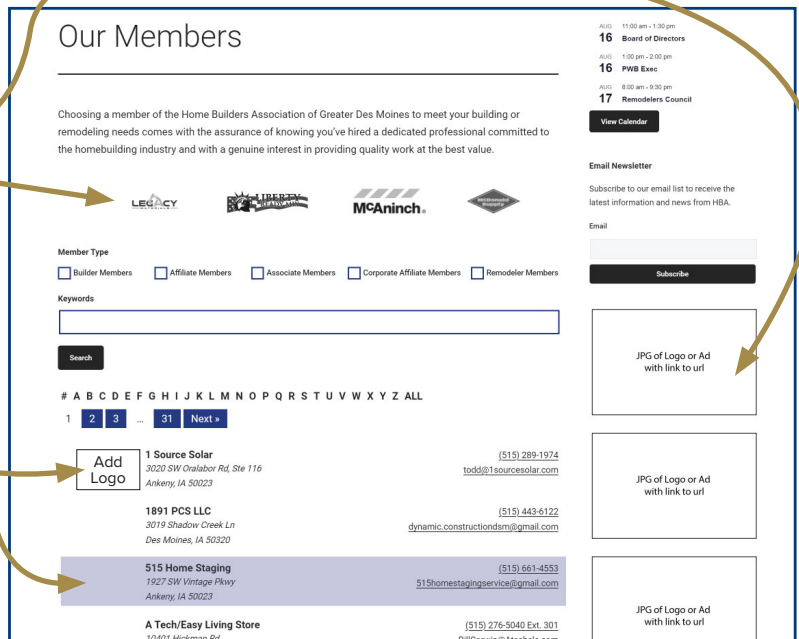 Our Members
Choosing a member of the Home Builders Association of Greater Des Moines to meet your building or
remodeling needs comes with the assurance of knowing you've hired a dedicated professional committed to
the homebuilding industry and with a genuine interest in providing quality work at the best value.
LEGACY
MATERIALS
LIBERTY
READY MIX
McAninch®
McDonald
Supply
Member Type
Builder Members
Affiliate Members
Associate Members
Corporate Affiliate Members
Remodeler Members
Keywords
Search
# A B C D E F G H I J K L M N O P Q R S T U V W X Y Z ALL
1 2 3 … 31 Next »
Add
Logo
1 Source Solar
3020 SW Oralabor Rd, Ste 116
Ankeny, IA 50023
(515) 289-1974
todd@1sourcesolar.com
1891 PCS LLC
3019 Shadow Creek Ln
Des Moines, IA 50320
(515) 443-6122
dynamic.constructiondsm@gmail.com
515 Home Staging
1927 SW Vintage Pkwy
Ankeny, IA 50023
(515) 661-4553
515homestagingservice@gmail.com
A Tech/Easy Living Store
10401 Hickman Rd
(515) 276-5040 Ext. 301
AUG 11:00 am - 1:30 pm
16 Board of Directors
AUG 1:00 pm - 2:00 pm
16 PWB Exec
AUG 8:00 am - 9:30 pm
17 Remodelers Council
View Calendar
Email Newsletter
Subscribe to our email list to receive the
latest information and news from HBA.
Email
Subscribe
JPG of Logo or Ad
with link to url
JPG of Logo or Ad
with link to url
JPG of Logo or Ad
with link to url